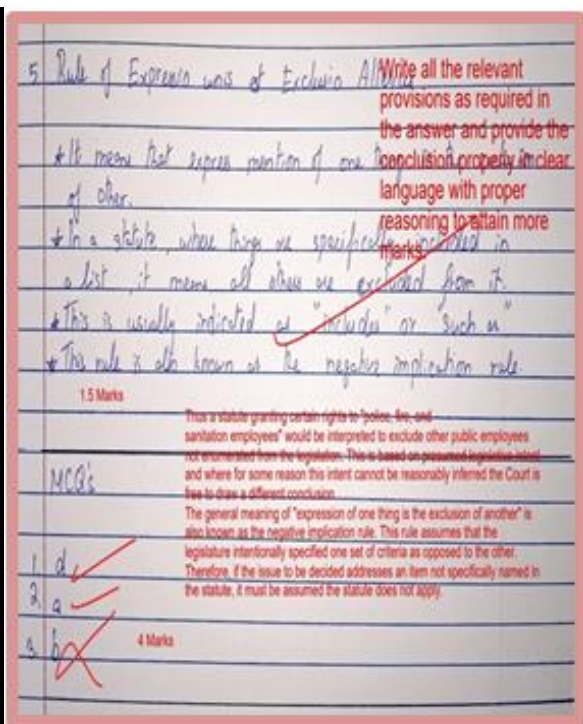 5. Rule of Expressio unis et Exclusio Al
Write all the relevant
provisions as required in
the answer and provide the
conclusion properly in clear
language with proper
reasoning to attain more
marks.
* It means that express mention of one
of other.
* In a statute, where things are specifically included in
a list, it means all others are excluded from it.
* This is usually indicated as "includes" or "such as"
* This rule is also known as the negative implication rule.
1.5 Marks
Thus a statute granting certain rights to "police, fire, and
sanitation employees" would be interpreted to exclude other public employees
not enumerated from the legislation. This is based on presumed legislative intent
and where for some reason this intent cannot be reasonably inferred the Court is
free to draw a different conclusion.
The general meaning of "expression of one thing is the exclusion of another" is
also known as the negative implication rule. This rule assumes that the
legislature intentionally specified one set of criteria as opposed to the other.
Therefore, if the issue to be decided addresses an item not specifically named in
the statute, it must be assumed the statute does not apply.
MCQ's
1. d
2. a
3. b
4 Marks